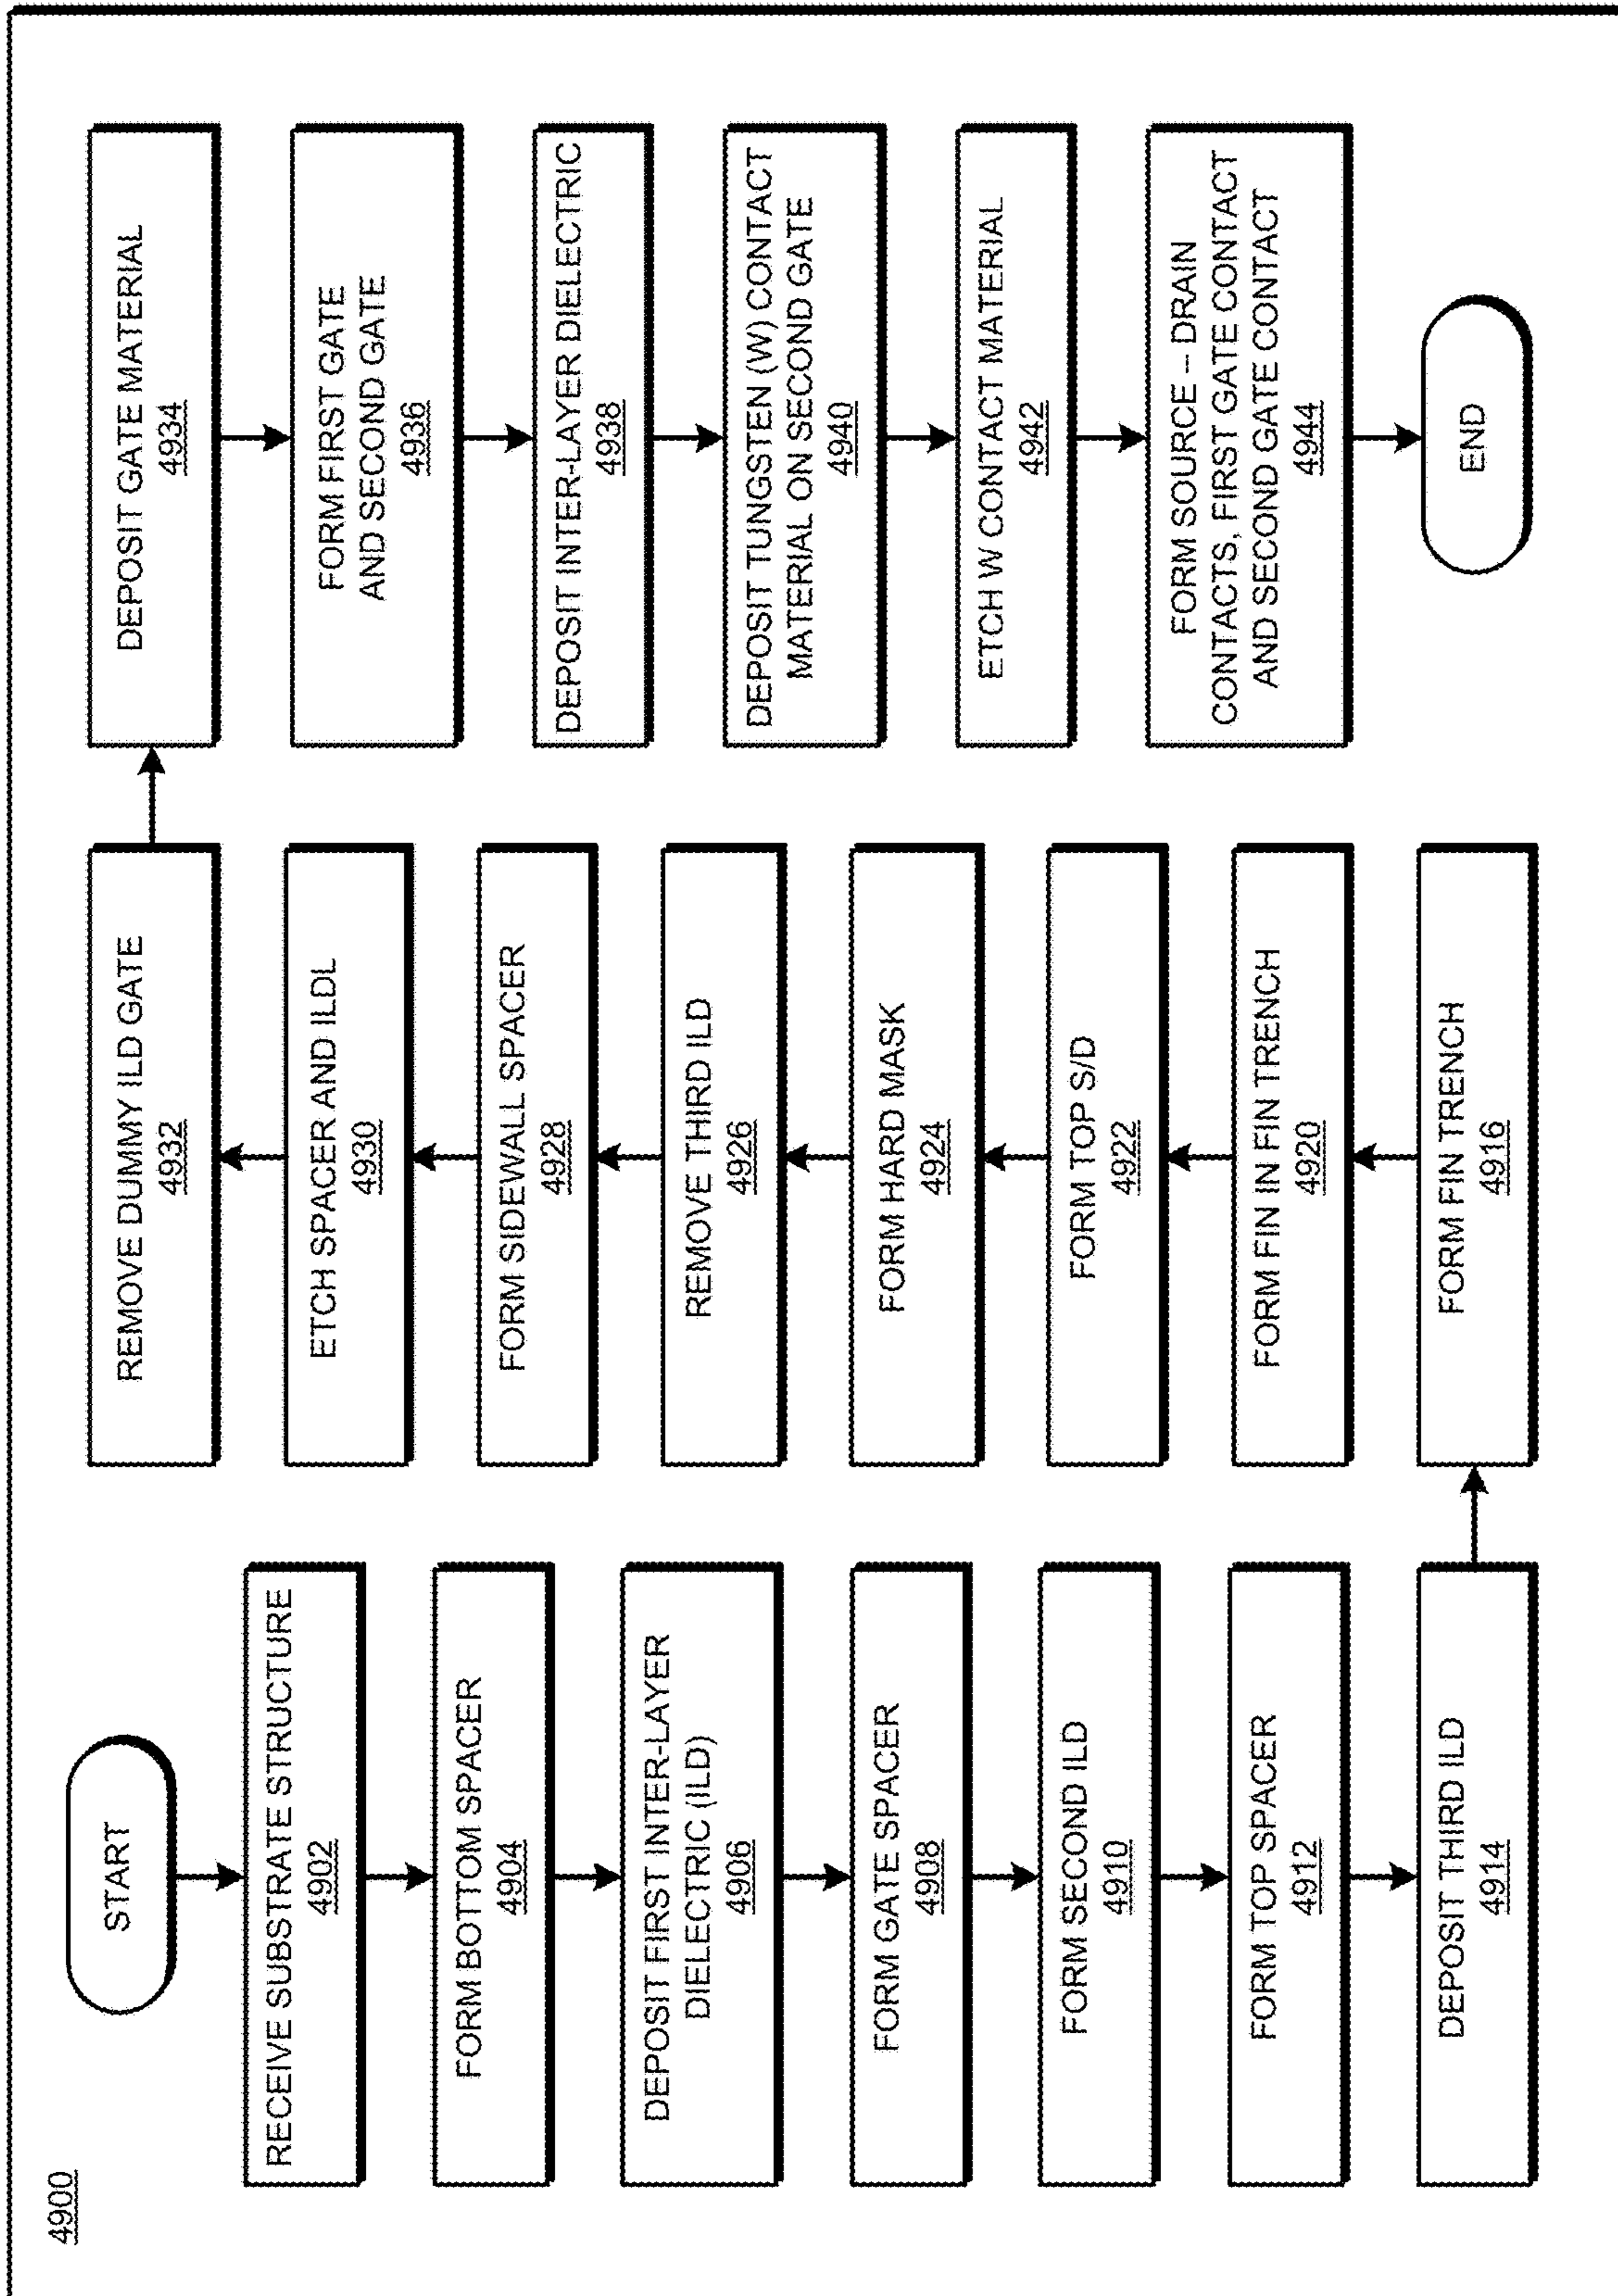 4900
START
RECEIVE SUBSTRATE STRUCTURE
4902
FORM BOTTOM SPACER
4904
DEPOSIT FIRST INTER-LAYER
DIELECTRIC (ILD)
4906
FORM GATE SPACER
4908
FORM SECOND ILD
4910
FORM TOP SPACER
4912
DEPOSIT THIRD ILD
4914
FORM FIN TRENCH
4916
FORM FIN IN FIN TRENCH
4920
FORM TOP S/D
4922
FORM HARD MASK
4924
REMOVE THIRD ILD
4926
FORM SIDEWALL SPACER
4928
ETCH SPACER AND ILDL
4930
REMOVE DUMMY ILD GATE
4932
DEPOSIT GATE MATERIAL
4934
FORM FIRST GATE
AND SECOND GATE
4936
DEPOSIT INTER-LAYER DIELECTRIC
4938
DEPOSIT TUNGSTEN (W) CONTACT
MATERIAL ON SECOND GATE
4940
ETCH W CONTACT MATERIAL
4942
FORM SOURCE – DRAIN
CONTACTS, FIRST GATE CONTACT
AND SECOND GATE CONTACT
4944
END